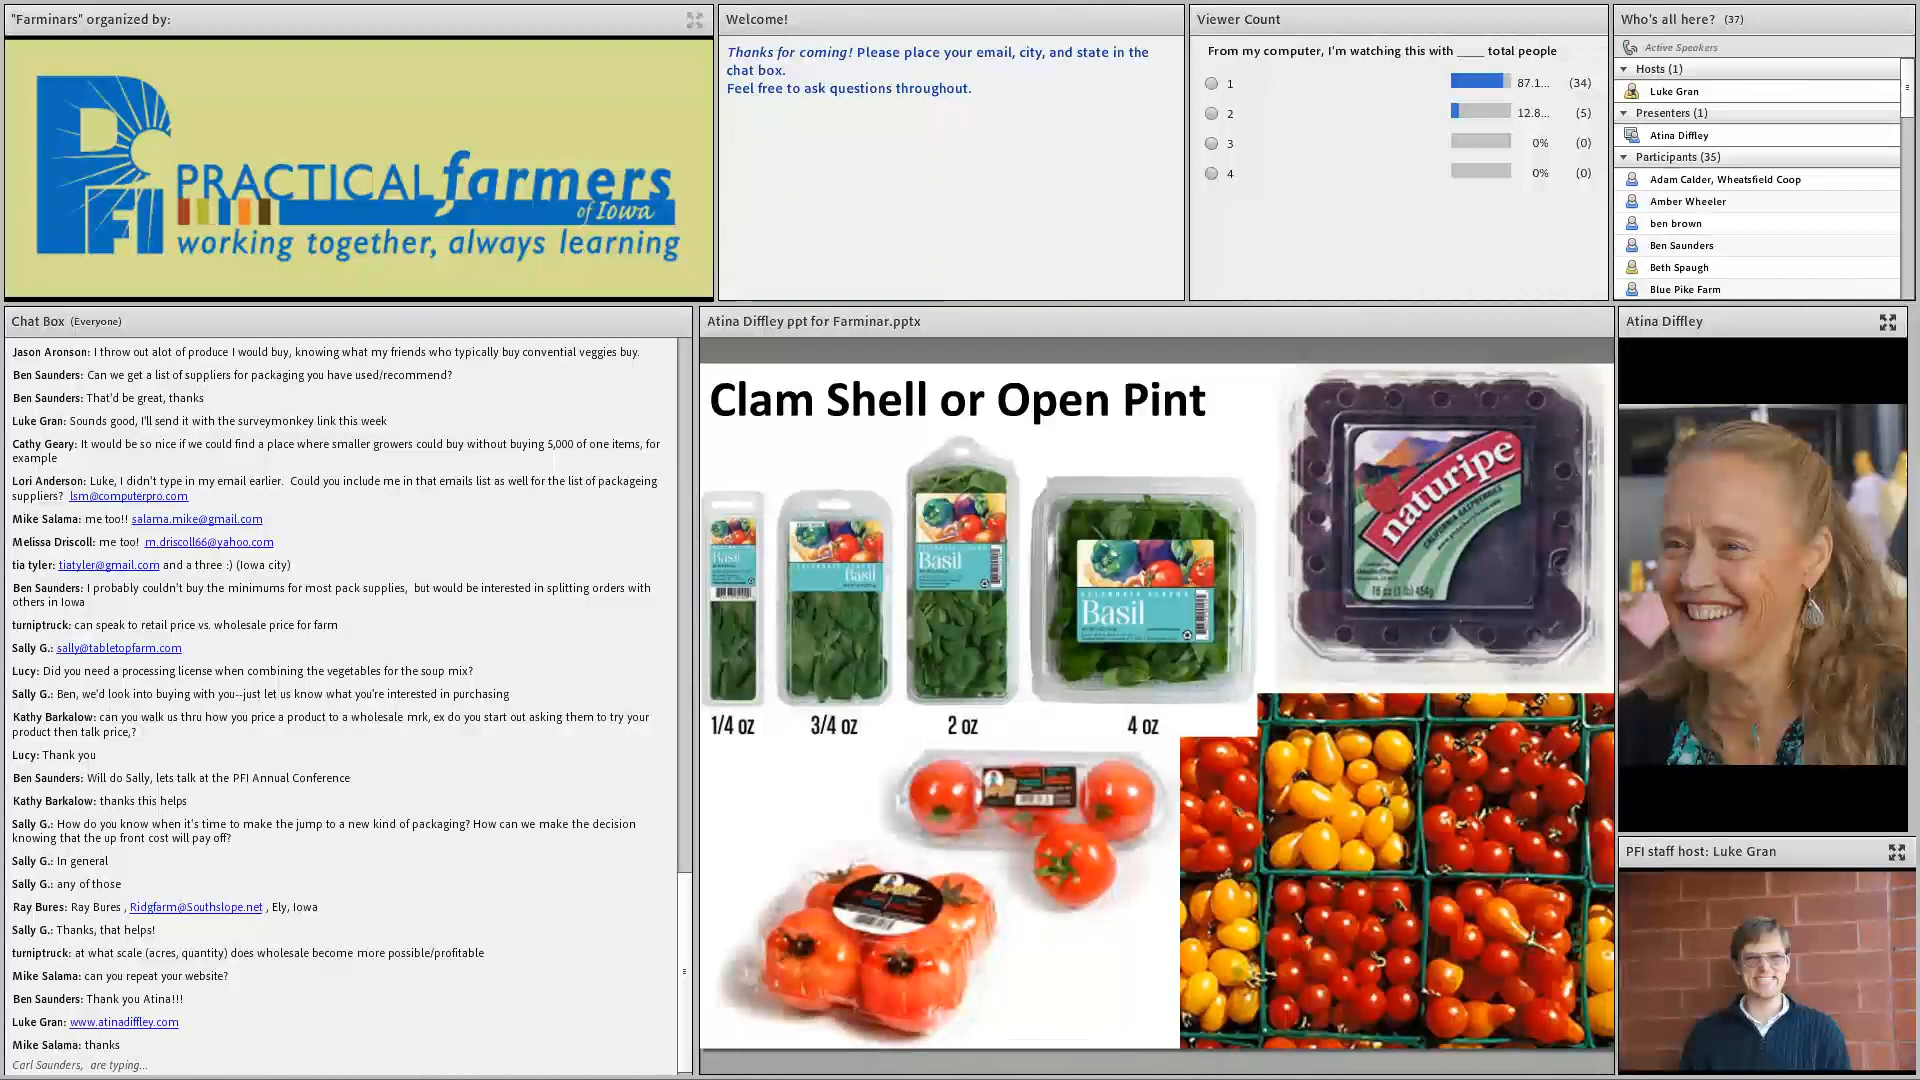 "Farminars" organized by:
PRACTICAL farmers
of Iowa
working together, always learning
PFI
Welcome!
Thanks for coming! Please place your email, city, and state in the
chat box.
Feel free to ask questions throughout.
Viewer Count
From my computer, I'm watching this with ____ total people
1 87.1... (34)
2 12.8... (5)
3 0% (0)
4 0% (0)
Who's all here? (37)
Active Speakers
Hosts (1)
Luke Gran
Presenters (1)
Atina Diffley
Participants (35)
Adam Calder, Wheatsfield Coop
Amber Wheeler
ben brown
Ben Saunders
Beth Spaugh
Blue Pike Farm
Chat Box (Everyone)
Jason Aronson: I throw out alot of produce I would buy, knowing what my friends who typically buy convential veggies buy.
Ben Saunders: Can we get a list of suppliers for packaging you have used/recommend?
Ben Saunders: That'd be great, thanks
Luke Gran: Sounds good, I'll send it with the surveymonkey link this week
Cathy Geary: It would be so nice if we could find a place where smaller growers could buy without buying 5,000 of one items, for
example
Lori Anderson: Luke, I didn't type in my email earlier. Could you include me in that emails list as well for the list of packageing
suppliers? lsm@computerpro.com
Mike Salama: me too!! salama.mike@gmail.com
Melissa Driscoll: me too! m.driscoll66@yahoo.com
tia tyler: tiatyler@gmail.com and a three :) (Iowa city)
Ben Saunders: I probably couldn't buy the minimums for most pack supplies, but would be interested in splitting orders with
others in Iowa
turniptruck: can speak to retail price vs. wholesale price for farm
Sally G.: sally@tabletopfarm.com
Lucy: Did you need a processing license when combining the vegetables for the soup mix?
Sally G.: Ben, we'd look into buying with you--just let us know what you're interested in purchasing
Kathy Barkalow: can you walk us thru how you price a product to a wholesale mrk, ex do you start out asking them to try your
product then talk price,?
Lucy: Thank you
Ben Saunders: Will do Sally, lets talk at the PFI Annual Conference
Kathy Barkalow: thanks this helps
Sally G.: How do you know when it's time to make the jump to a new kind of packaging? How can we make the decision
knowing that the up front cost will pay off?
Sally G.: In general
Sally G.: any of those
Ray Bures: Ray Bures , Ridgfarm@Southslope.net , Ely, Iowa
Sally G.: Thanks, that helps!
turniptruck: at what scale (acres, quantity) does wholesale become more possible/profitable
Mike Salama: can you repeat your website?
Ben Saunders: Thank you Atina!!!
Luke Gran: www.atinadiffley.com
Mike Salama: thanks
Carl Saunders, are typing...
Atina Diffley ppt for Farminar.pptx
Clam Shell or Open Pint
naturipe
CALIFORNIA RASPBERRIES
16 oz (1 lb) 454g
Basil
Basil
Basil
Basil
1/4 oz
3/4 oz
2 oz
4 oz
Atina Diffley
PFI staff host: Luke Gran